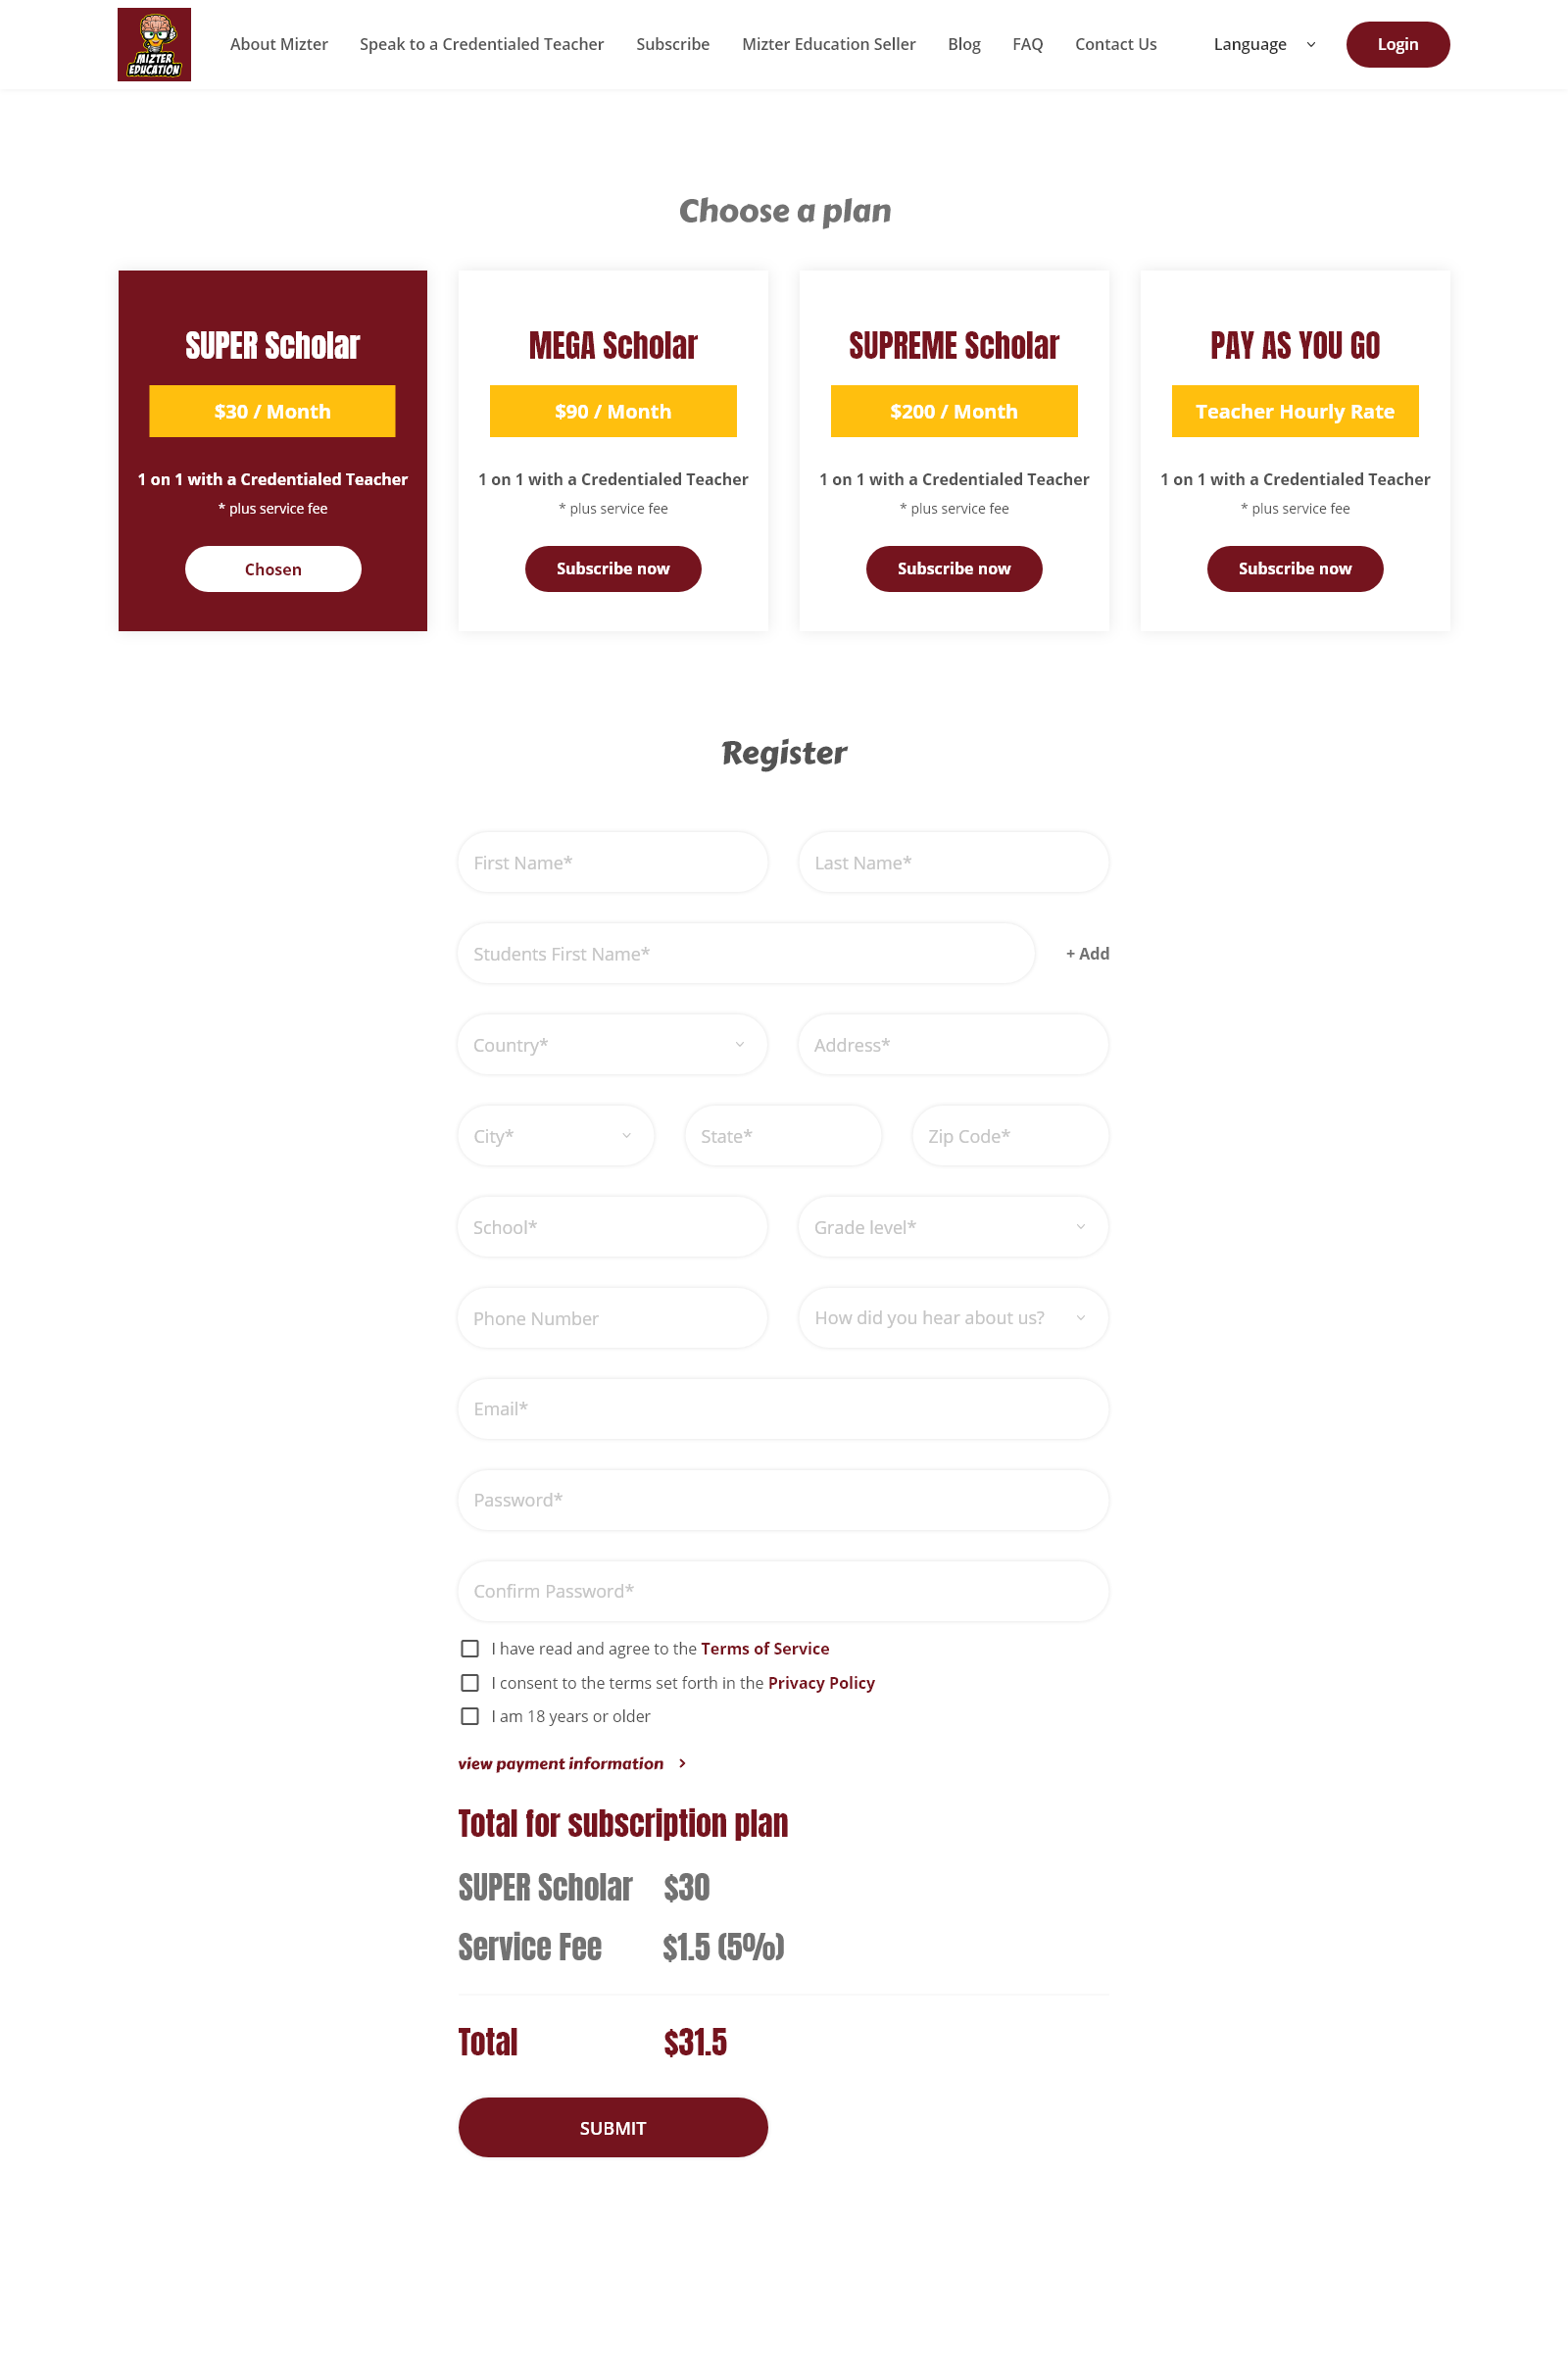 MIZTER
EDUCATION
About Mizter
Speak to a Credentialed Teacher
Subscribe
Mizter Education Seller
Blog
FAQ
Contact Us
Language
Login
Choose a plan
SUPER Scholar
$30 / Month
1 on 1 with a Credentialed Teacher
* plus service fee
Chosen
MEGA Scholar
$90 / Month
1 on 1 with a Credentialed Teacher
* plus service fee
Subscribe now
SUPREME Scholar
$200 / Month
1 on 1 with a Credentialed Teacher
* plus service fee
Subscribe now
PAY AS YOU GO
Teacher Hourly Rate
1 on 1 with a Credentialed Teacher
* plus service fee
Subscribe now
Register
First Name*
Last Name*
Students First Name*
+ Add
Country*
Address*
City*
State*
Zip Code*
School*
Grade level*
Phone Number
How did you hear about us?
Email*
Password*
Confirm Password*
I have read and agree to the Terms of Service
I consent to the terms set forth in the Privacy Policy
I am 18 years or older
view payment information
Total for subscription plan
SUPER Scholar $30
Service Fee $1.5 (5%)
Total $31.5
SUBMIT